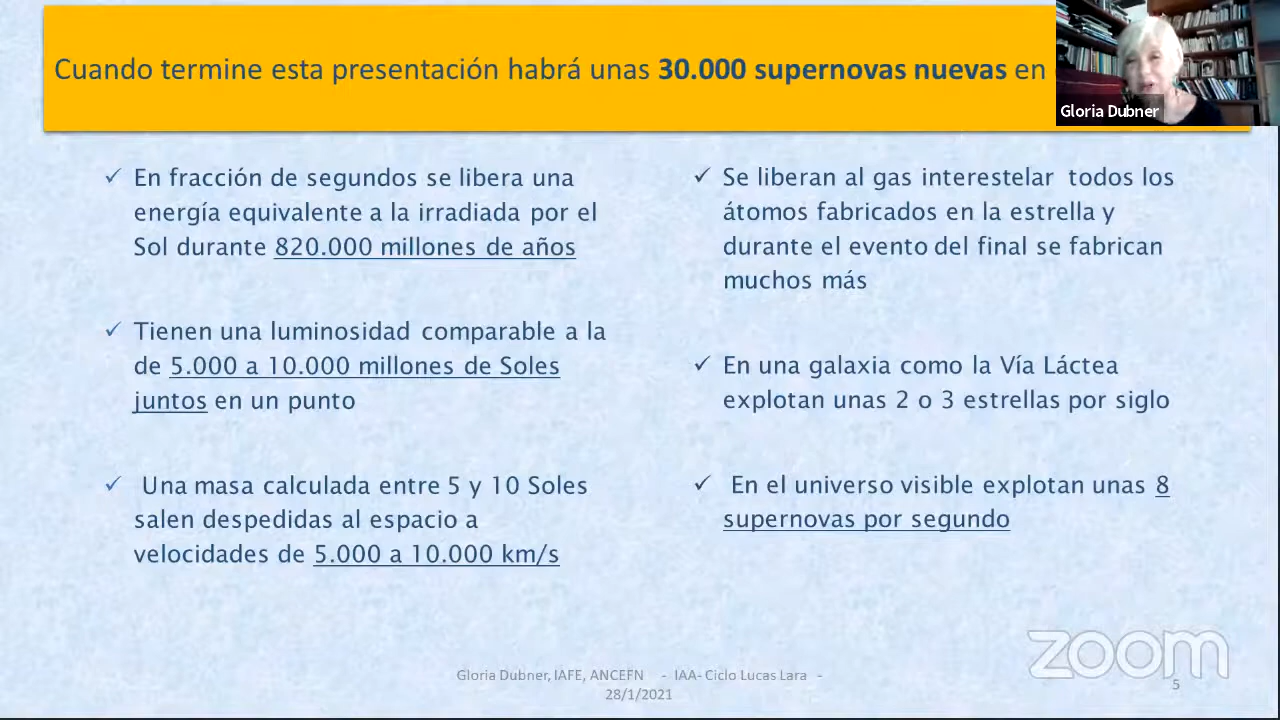 Cuando termine esta presentación habrá unas 30.000 supernovas nuevas en
Gloria Dubner
✓ En fracción de segundos se libera una
energía equivalente a la irradiada por el
Sol durante 820.000 millones de años
✓ Tienen una luminosidad comparable a la
de 5.000 a 10.000 millones de Soles
juntos en un punto
✓ Una masa calculada entre 5 y 10 Soles
salen despedidas al espacio a
velocidades de 5.000 a 10.000 km/s
✓ Se liberan al gas interestelar todos los
átomos fabricados en la estrella y
durante el evento del final se fabrican
muchos más
✓ En una galaxia como la Vía Láctea
explotan unas 2 o 3 estrellas por siglo
✓ En el universo visible explotan unas 8
supernovas por segundo
Gloria Dubner, IAFE, ANCEFN - IAA- Ciclo Lucas Lara -
28/1/2021
zoom
5